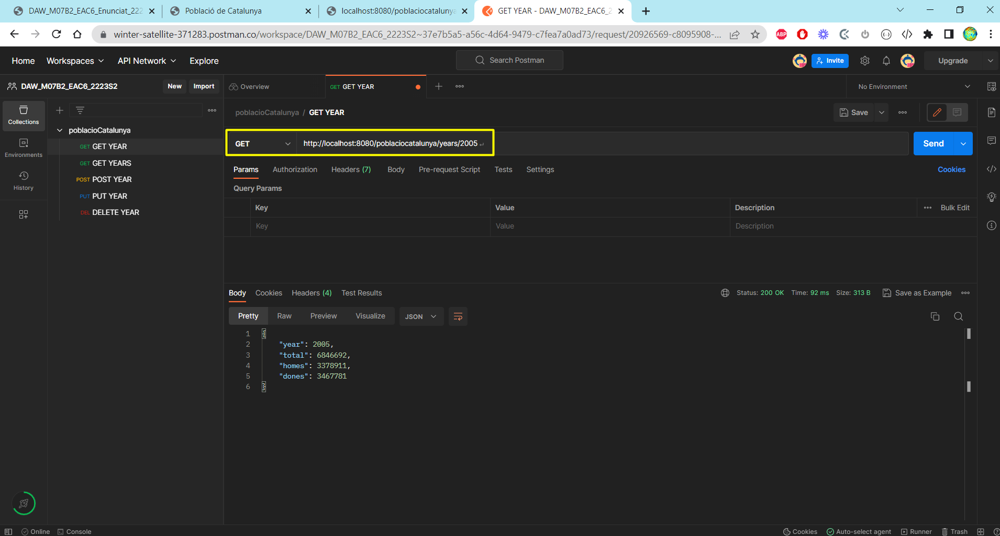 DAW_M07B2_EAC6_Enunciat_222
Població de Catalunya
localhost:8080/poblaciocatalunya
GET YEAR - DAW_M07B2_EAC6_2
winter-satellite-371283.postman.co/workspace/DAW_M07B2_EAC6_2223S2~37e7b5a5-a56c-4d64-9479-c7fea7a0ad73/request/20926569-c8095908-...
ABP
Home
Workspaces
API Network
Explore
Search Postman
Invite
Upgrade
DAW_M07B2_EAC6_2223S2
New
Import
Overview
GET GET YEAR
No Environment
Collections
Environments
History
poblacioCatalunya
GET GET YEAR
GET GET YEARS
POST POST YEAR
PUT PUT YEAR
DEL DELETE YEAR
poblacioCatalunya / GET YEAR
Save
GET
http://localhost:8080/poblaciocatalunya/years/2005
Send
Params
Authorization
Headers (7)
Body
Pre-request Script
Tests
Settings
Cookies
Query Params
Key
Value
Description
Bulk Edit
Key
Value
Description
Body
Cookies
Headers (4)
Test Results
Status: 200 OK
Time: 92 ms
Size: 313 B
Save as Example
Pretty
Raw
Preview
Visualize
JSON
1 {
2 "year": 2005,
3 "total": 6846692,
4 "homes": 3378911,
5 "dones": 3467781
6 }
Online
Console
Cookies
Auto-select agent
Runner
Trash